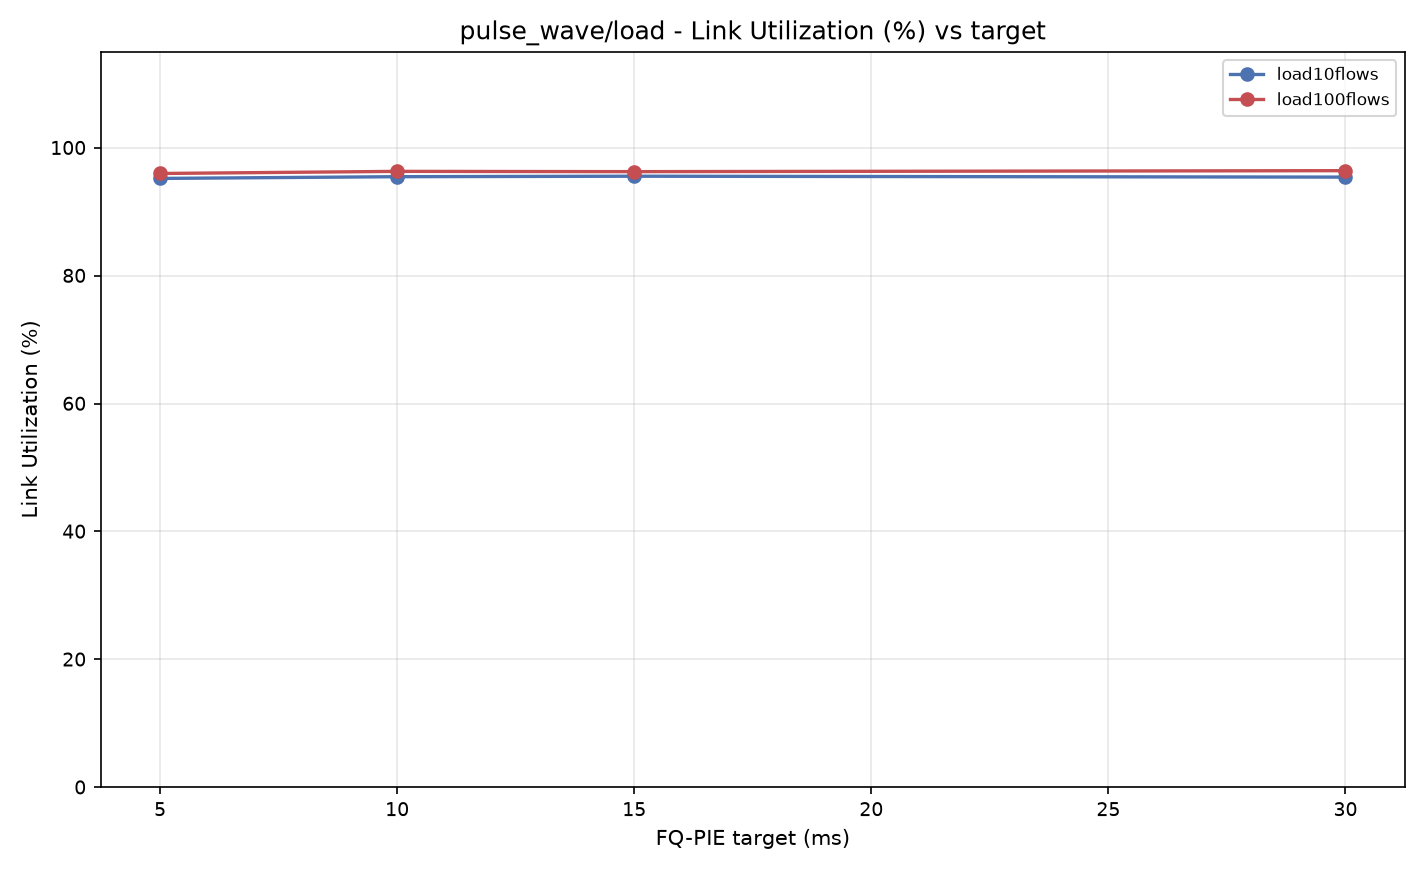 pulse_wave/load - Link Utilization (%) vs target
load10flows
load100flows
100
80
60
40
20
0
Link Utilization (%)
5 10 15 20 25 30
FQ-PIE target (ms)